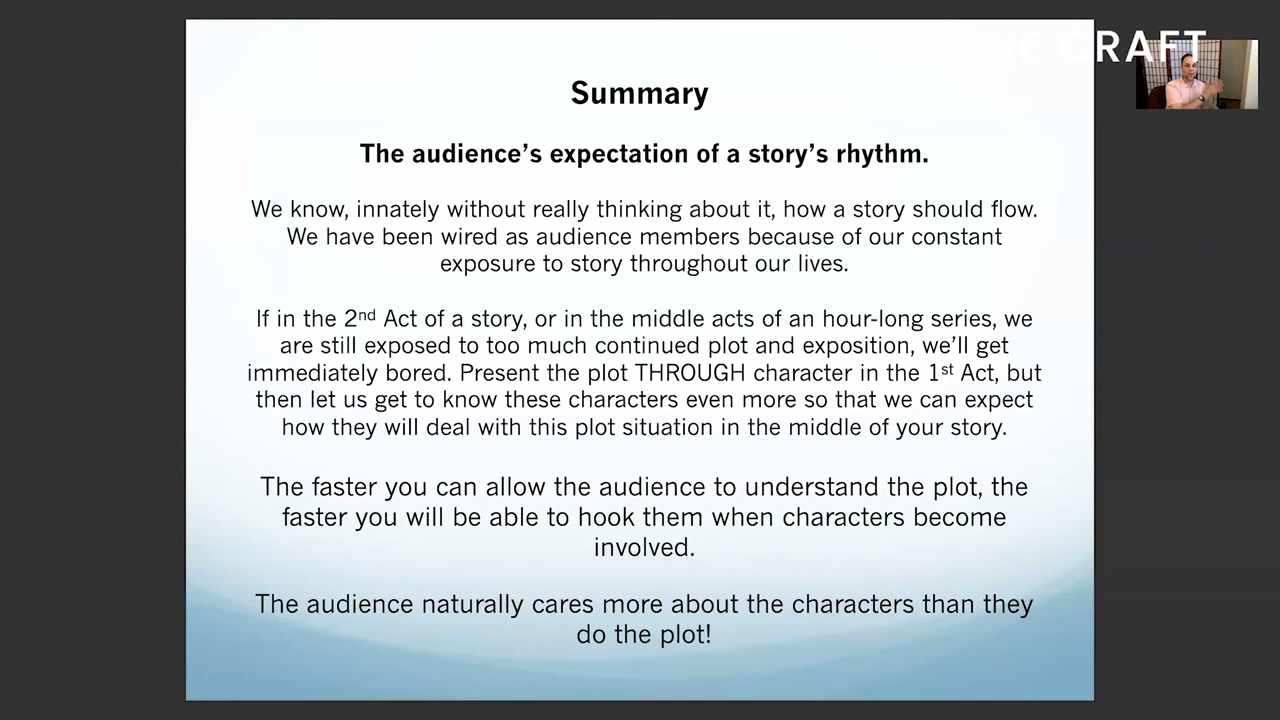 THE CRAFT
Summary
The audience’s expectation of a story’s rhythm.
We know, innately without really thinking about it, how a story should flow.
We have been wired as audience members because of our constant
exposure to story throughout our lives.
If in the 2nd Act of a story, or in the middle acts of an hour-long series, we
are still exposed to too much continued plot and exposition, we’ll get
immediately bored. Present the plot THROUGH character in the 1st Act, but
then let us get to know these characters even more so that we can expect
how they will deal with this plot situation in the middle of your story.
The faster you can allow the audience to understand the plot, the
faster you will be able to hook them when characters become
involved.
The audience naturally cares more about the characters than they
do the plot!